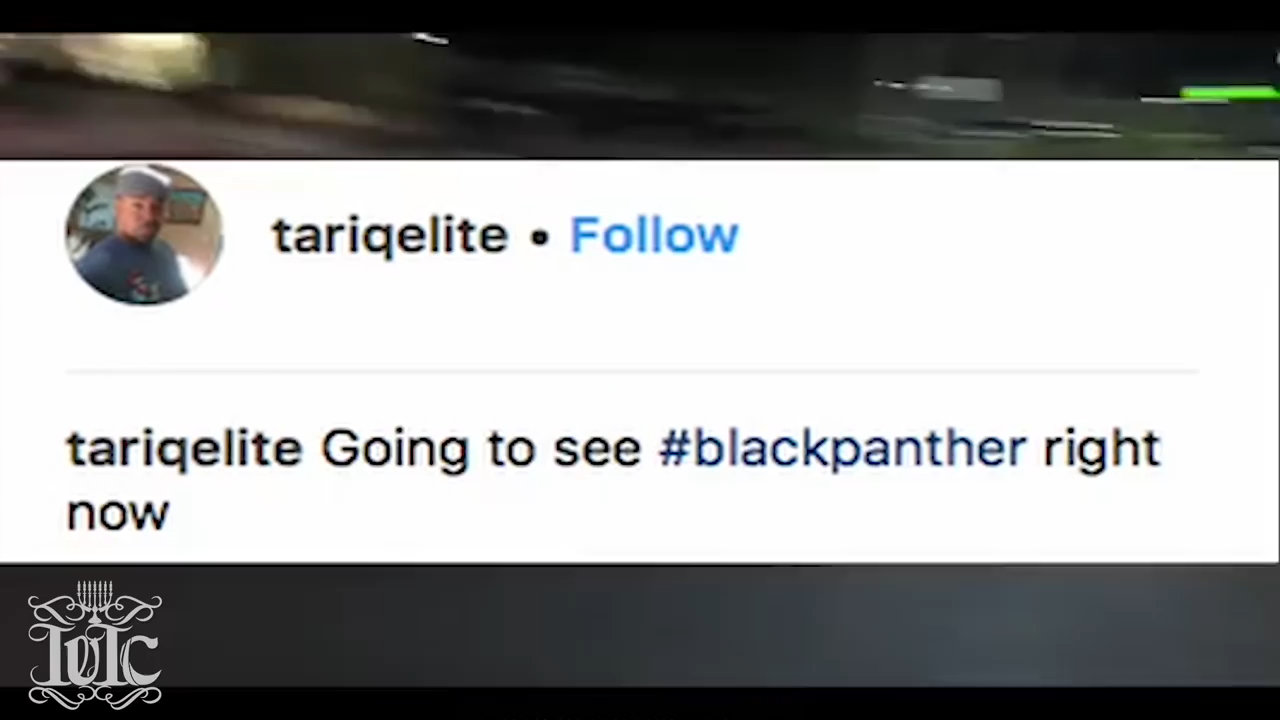 tariqelite • Follow
tariqelite Going to see #blackpanther right
now
IUIC